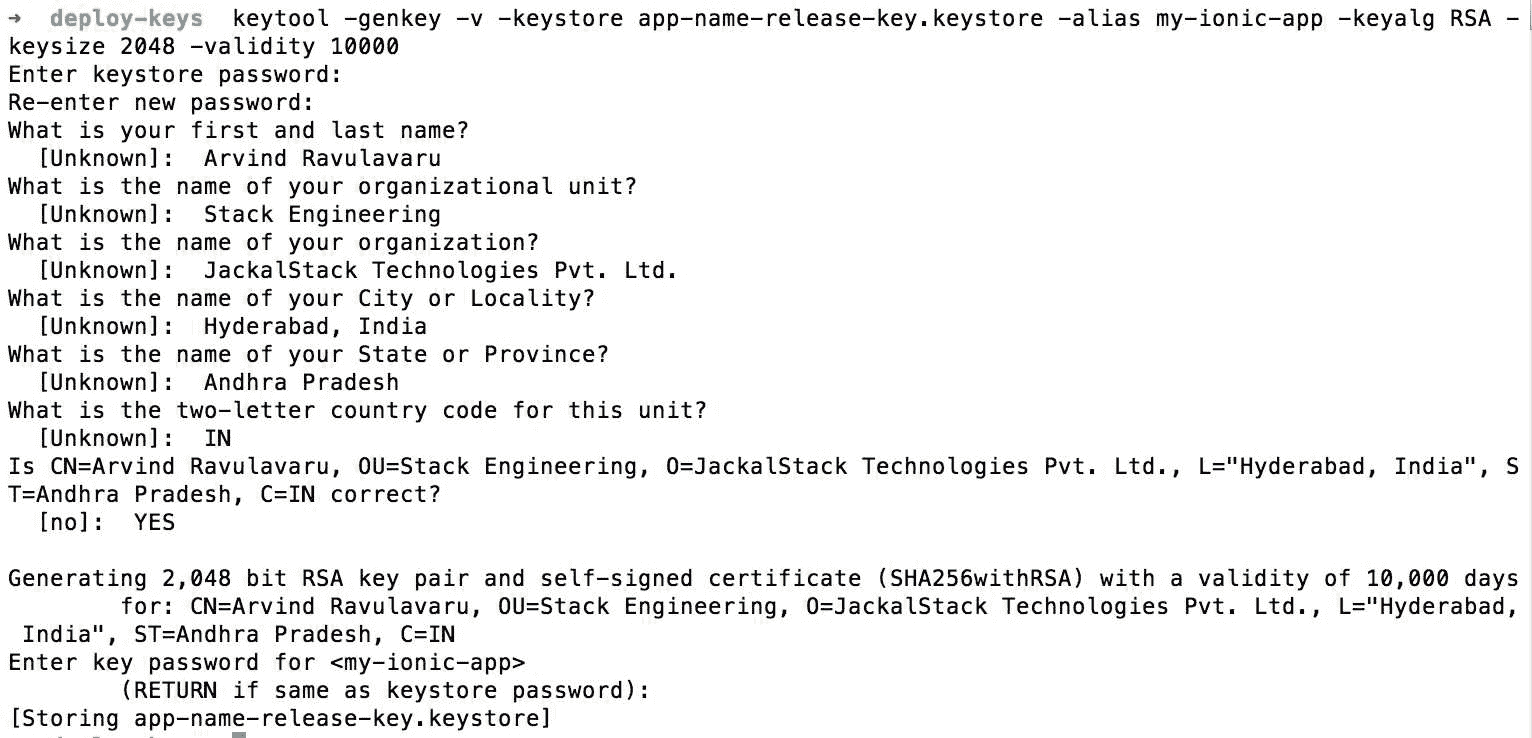 ➜  deploy-keys  keytool -genkey -v -keystore app-name-release-key.keystore -alias my-ionic-app -keyalg RSA -
keysize 2048 -validity 10000
Enter keystore password:
Re-enter new password:
What is your first and last name?
  [Unknown]:  Arvind Ravulavaru
What is the name of your organizational unit?
  [Unknown]:  Stack Engineering
What is the name of your organization?
  [Unknown]:  JackalStack Technologies Pvt. Ltd.
What is the name of your City or Locality?
  [Unknown]:  Hyderabad, India
What is the name of your State or Province?
  [Unknown]:  Andhra Pradesh
What is the two-letter country code for this unit?
  [Unknown]:  IN
Is CN=Arvind Ravulavaru, OU=Stack Engineering, O=JackalStack Technologies Pvt. Ltd., L="Hyderabad, India", S
T=Andhra Pradesh, C=IN correct?
  [no]:  YES

Generating 2,048 bit RSA key pair and self-signed certificate (SHA256withRSA) with a validity of 10,000 days
        for: CN=Arvind Ravulavaru, OU=Stack Engineering, O=JackalStack Technologies Pvt. Ltd., L="Hyderabad,
 India", ST=Andhra Pradesh, C=IN
Enter key password for <my-ionic-app>
        (RETURN if same as keystore password):
[Storing app-name-release-key.keystore]